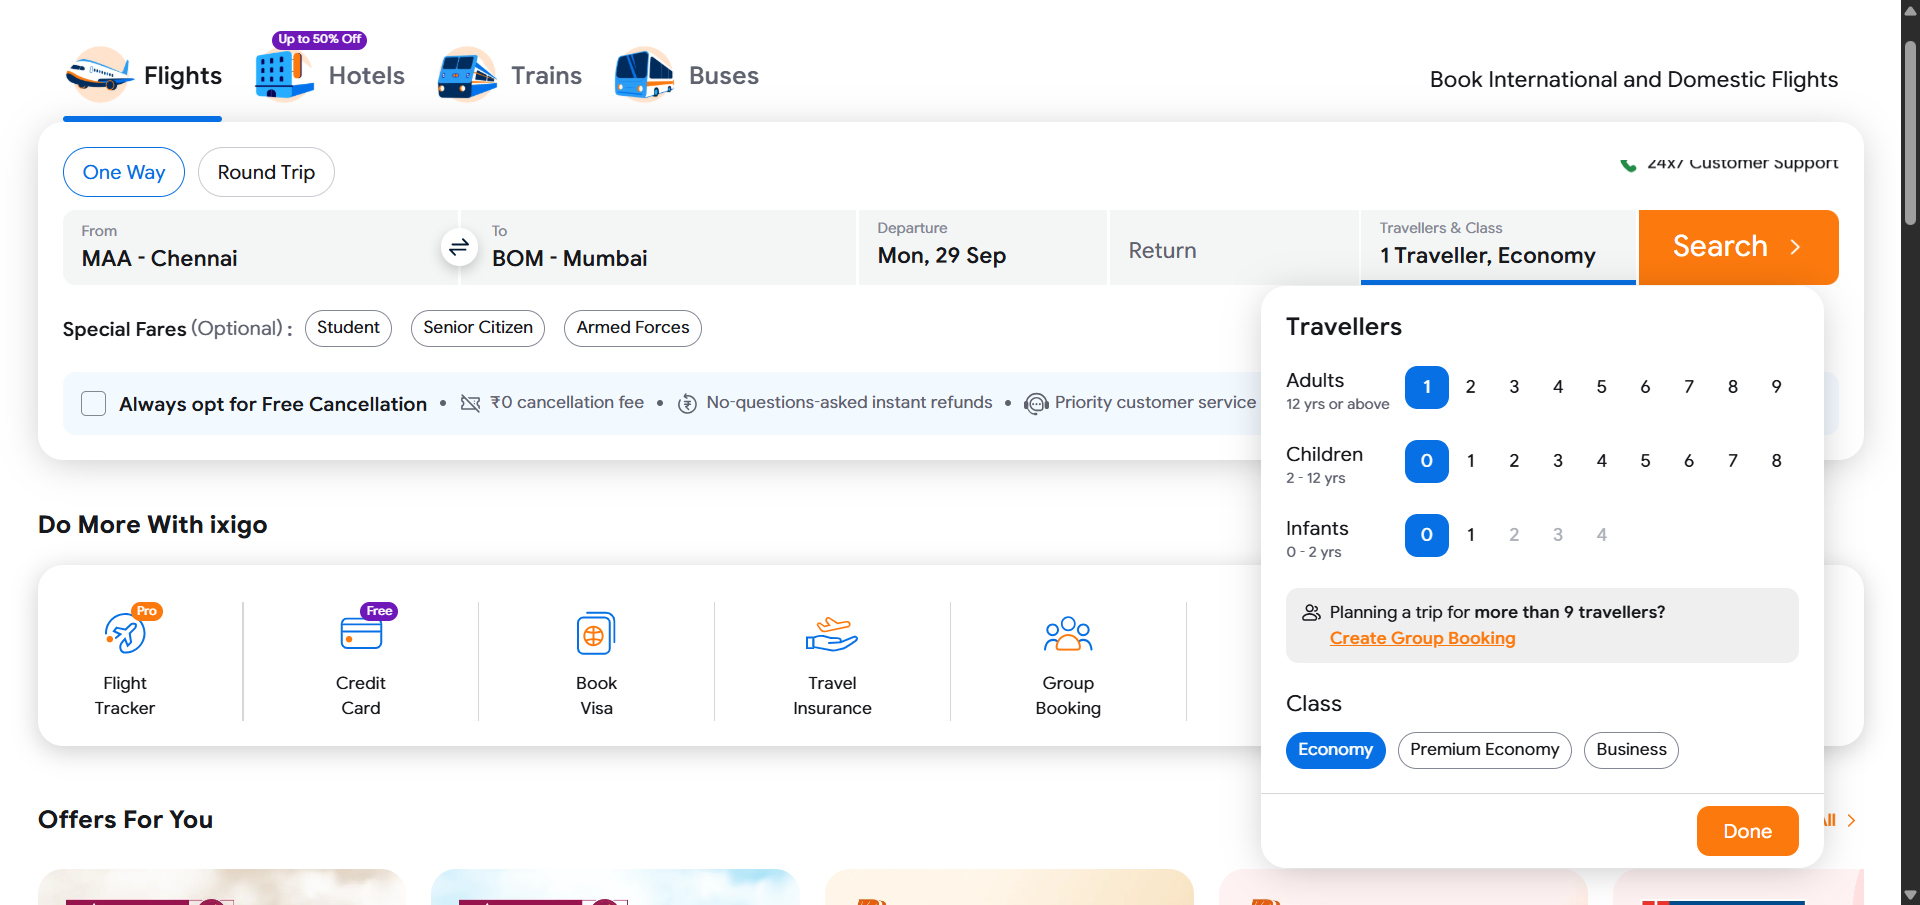 Up to 50% Off
Flights
Hotels
Trains
Buses
Book International and Domestic Flights
One Way
Round Trip
24x7 Customer Support
From
MAA - Chennai
To
BOM - Mumbai
Departure
Mon, 29 Sep
Return
Travellers & Class
1 Traveller, Economy
Search
Special Fares (Optional) :
Student
Senior Citizen
Armed Forces
Always opt for Free Cancellation • ₹0 cancellation fee • No-questions-asked instant refunds • Priority customer service
Travellers
Adults
12 yrs or above
1 2 3 4 5 6 7 8 9
Children
2 - 12 yrs
0 1 2 3 4 5 6 7 8
Infants
0 - 2 yrs
0 1 2 3 4
Planning a trip for more than 9 travellers?
Create Group Booking
Class
Economy
Premium Economy
Business
Done
Do More With ixigo
Pro
Flight
Tracker
Free
Credit
Card
Book
Visa
Travel
Insurance
Group
Booking
Offers For You